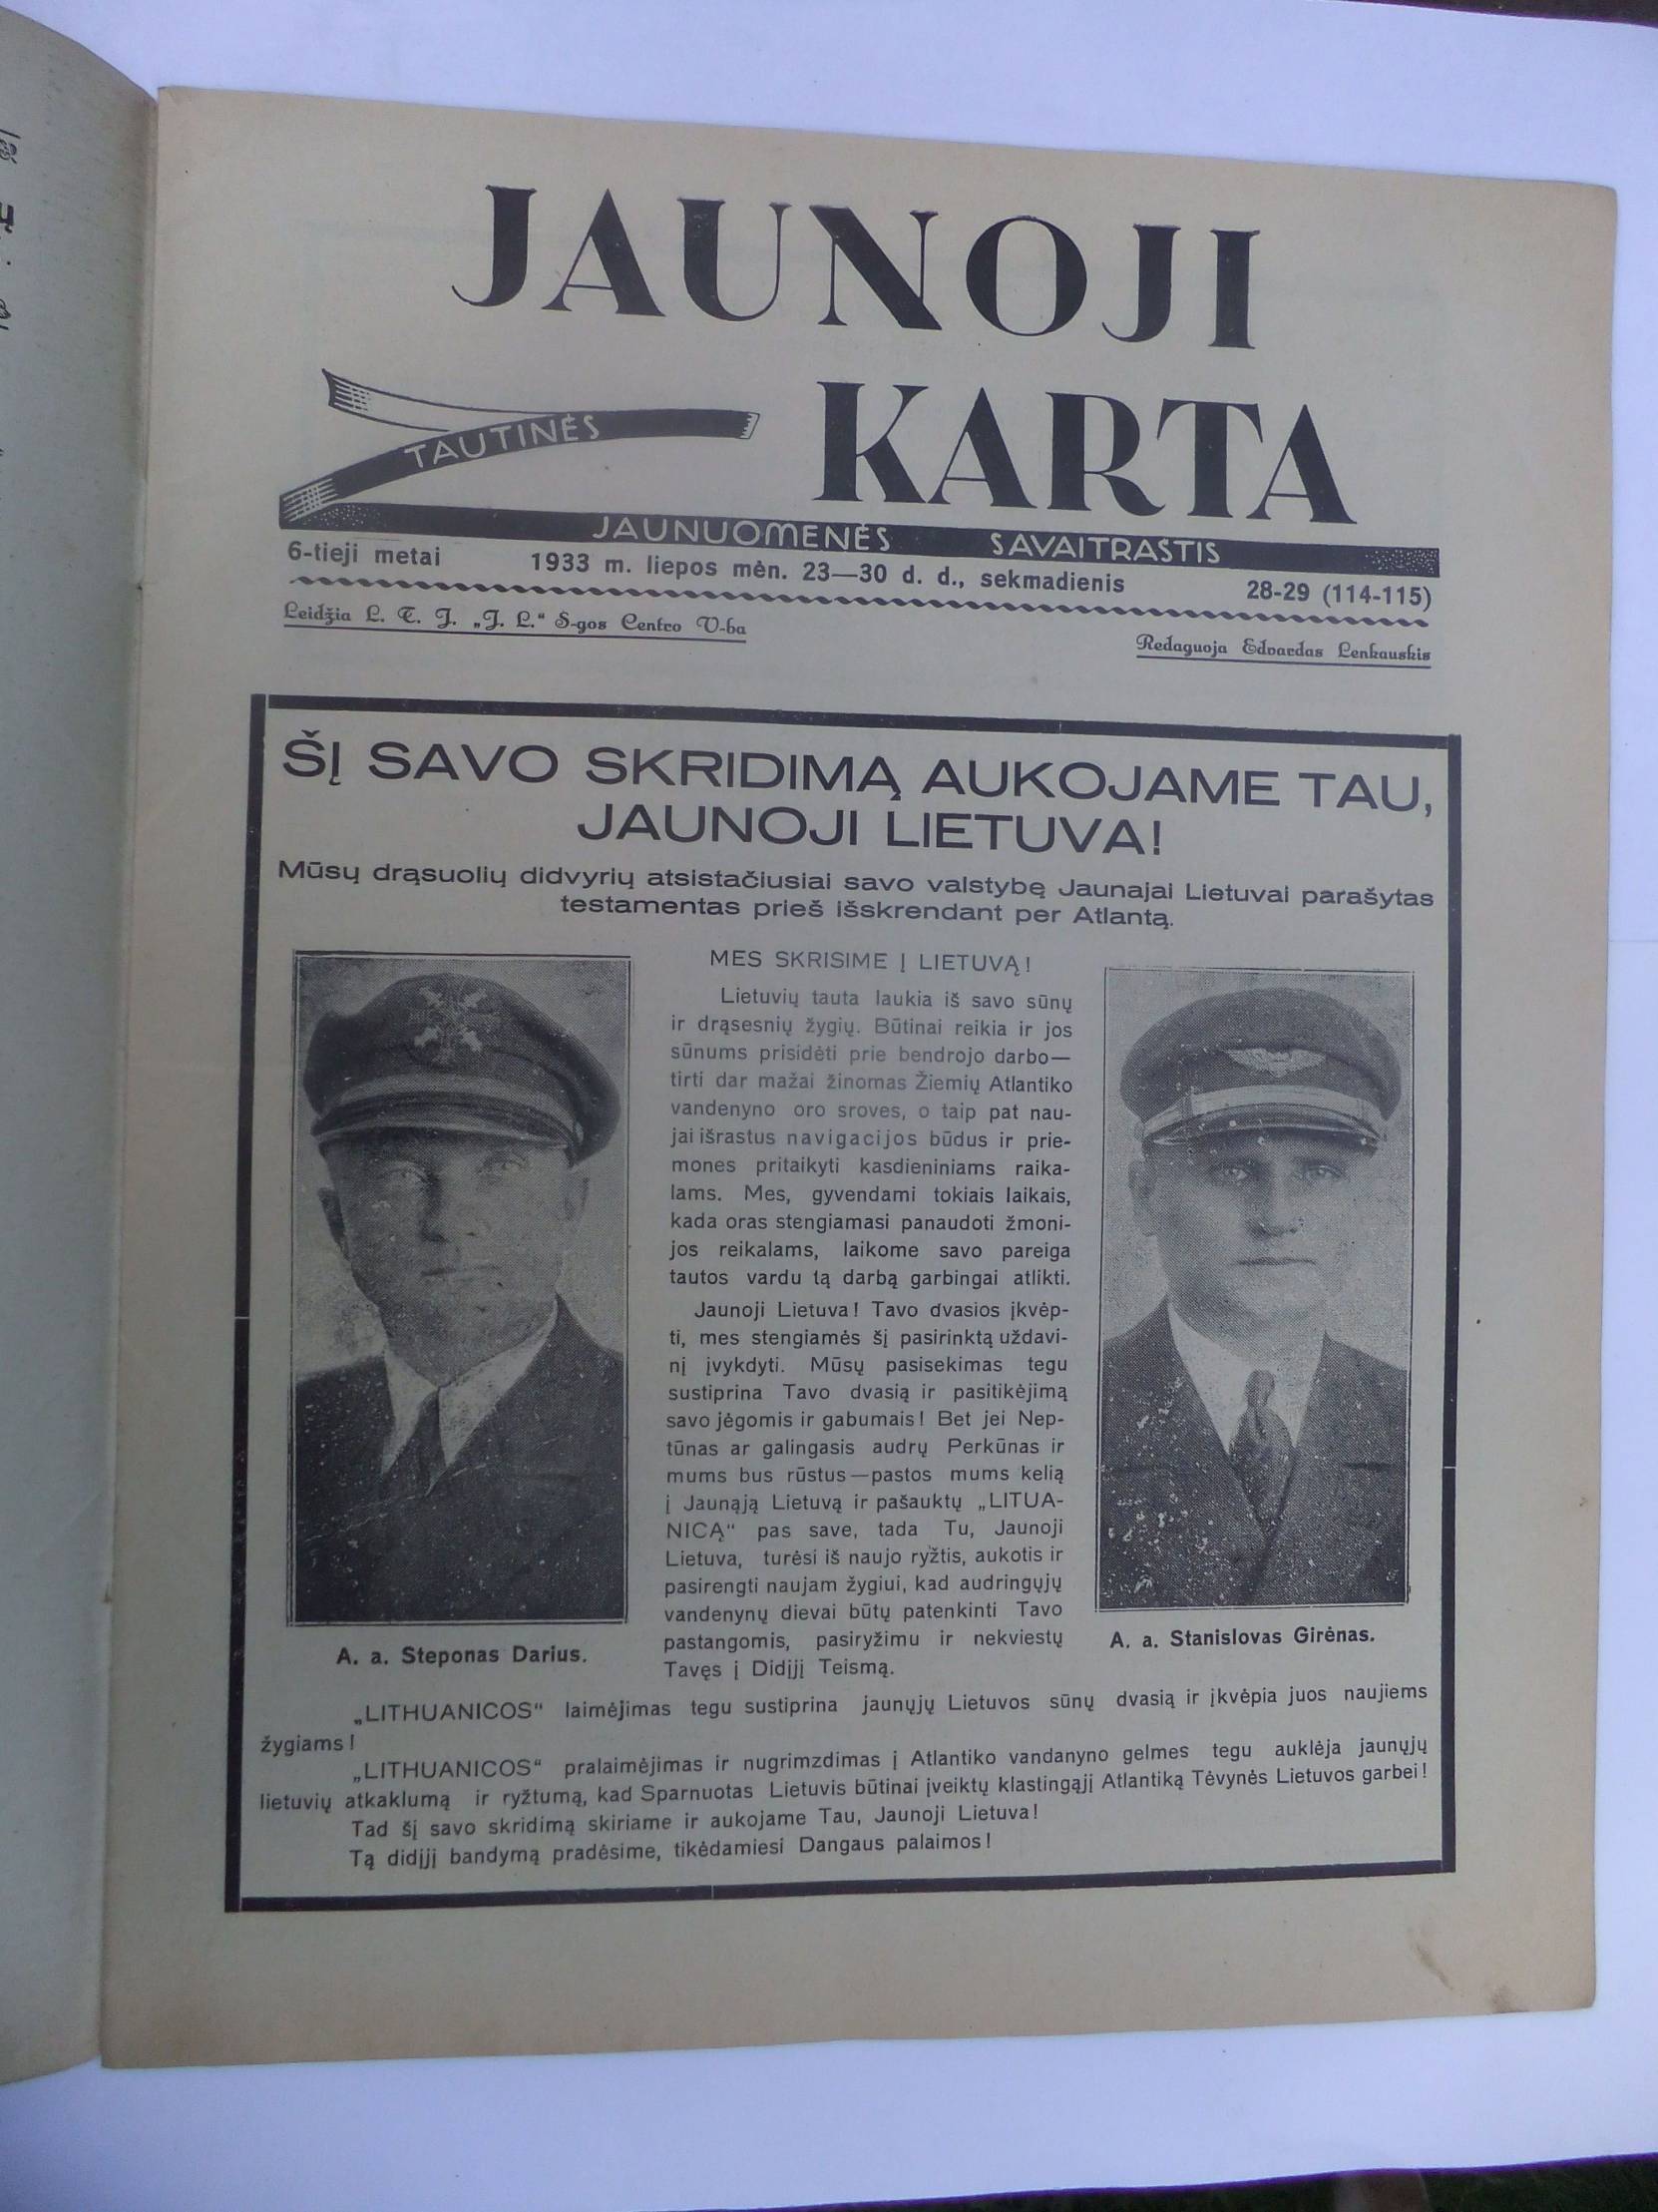 JAUNOJI
KARTA
TAUTINĖS
JAUNUOMENĖS SAVAITRAŠTIS
6-tieji metai 1933 m. liepos mėn. 23—30 d. d., sekmadienis 28-29 (114-115)
Leidžia L. T. J. „J. L.“ S-gos Centro V-ba
Redaguoja Edvardas Lenkauskis
ŠĮ SAVO SKRIDIMĄ AUKOJAME TAU,
JAUNOJI LIETUVA!
Mūsų drąsuolių didvyrių atsistačiusiai savo valstybę Jaunajai Lietuvai parašytas
testamentas prieš išskrendant per Atlantą.
MES SKRISIME Į LIETUVĄ!
Lietuvių tauta laukia iš savo sūnų
ir drąsesnių žygių. Būtinai reikia ir jos
sūnums prisidėti prie bendrojo darbo—
tirti dar mažai žinomas Žiemių Atlantiko
vandenyno oro sroves, o taip pat nau-
jai išrastus navigacijos būdus ir prie-
mones pritaikyti kasdieniniams raika-
lams. Mes, gyvendami tokiais laikais,
kada oras stengiamasi panaudoti žmoni-
jos reikalams, laikome savo pareiga
tautos vardu tą darbą garbingai atlikti.
Jaunoji Lietuva! Tavo dvasios įkvėp-
ti, mes stengiamės šį pasirinktą uždavi-
nį įvykdyti. Mūsų pasisekimas tegu
sustiprina Tavo dvasią ir pasitikėjimą
savo jėgomis ir gabumais! Bet jei Nep-
tūnas ar galingasis audrų Perkūnas ir
mums bus rūstus—pastos mums kelią
į Jaunąją Lietuvą ir pašauktų „LITUA-
NICĄ“ pas save, tada Tu, Jaunoji
Lietuva, turėsi iš naujo ryžtis, aukotis ir
pasirengti naujam žygiui, kad audringųjų
vandenynų dievai būtų patenkinti Tavo
pastangomis, pasiryžimu ir nekviestų
Tavęs į Didįjį Teismą.
A. a. Steponas Darius.
A. a. Stanislovas Girėnas.
„LITHUANICOS“ laimėjimas tegu sustiprina jaunųjų Lietuvos sūnų dvasią ir įkvėpia juos naujiems
žygiams!
„LITHUANICOS“ pralaimėjimas ir nugrimzdimas į Atlantiko vandanyno gelmes tegu auklėja jaunųjų
lietuvių atkaklumą ir ryžtumą, kad Sparnuotas Lietuvis būtinai įveiktų klastingąjį Atlantiką Tėvynės Lietuvos garbei!
Tad šį savo skridimą skiriame ir aukojame Tau, Jaunoji Lietuva!
Tą didįjį bandymą pradėsime, tikėdamiesi Dangaus palaimos!